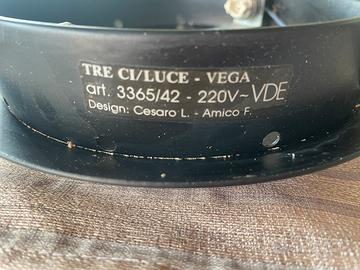 TRE CI/LUCE - VEGA
art. 3365/42 - 220V~ VDE
Design: Cesaro L. - Amico F.